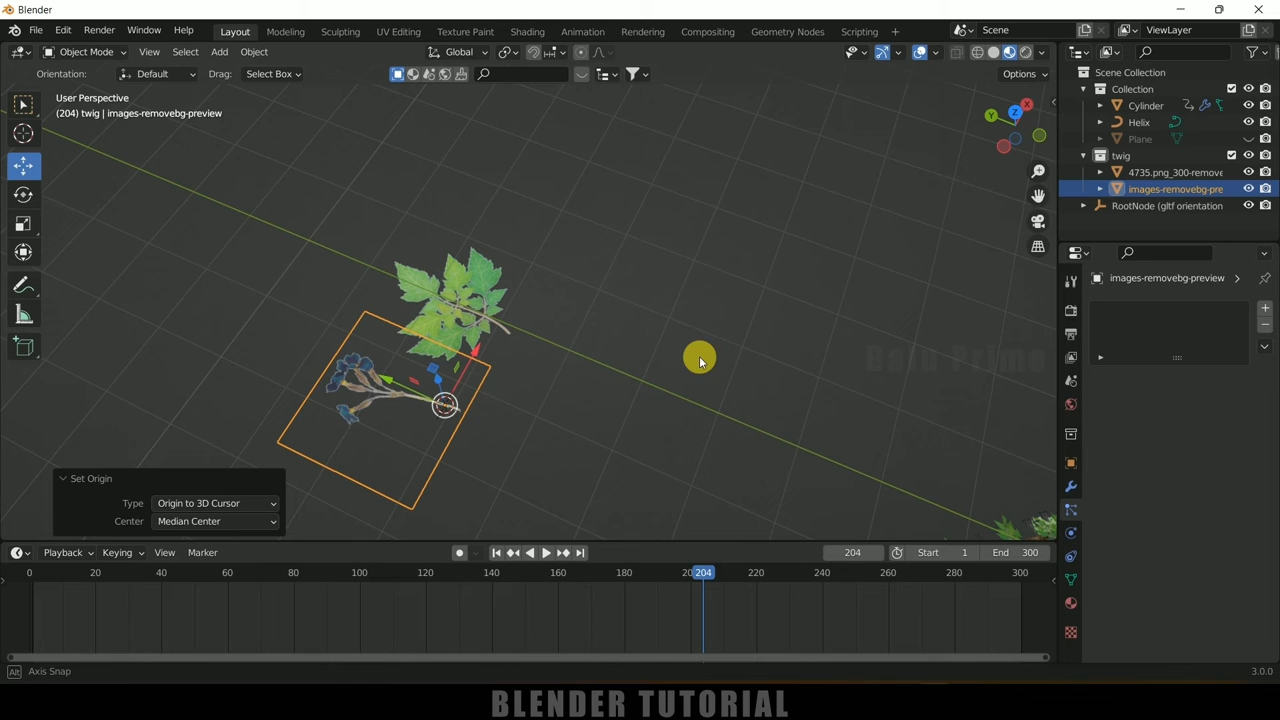 Blender
File Edit Render Window Help Layout Modeling Sculpting UV Editing Texture Paint Shading Animation Rendering Compositing Geometry Nodes Scripting + Scene ViewLayer
Object Mode View Select Add Object Global
Orientation: Default Drag: Select Box Options
User Perspective
(204) twig | images-removebg-preview
Scene Collection
Collection
Cylinder
Helix
Plane
twig
4735.png_300-remove
images-removebg-pre
RootNode (gltf orientation
images-removebg-preview
X
Y
Z
Balu Prime
Set Origin
Type Origin to 3D Cursor
Center Median Center
Playback Keying View Marker 204 Start 1 End 300
0 20 40 60 80 100 120 140 160 180 20 204 220 240 260 280 300
Alt Axis Snap 3.0.0
BLENDER TUTORIAL